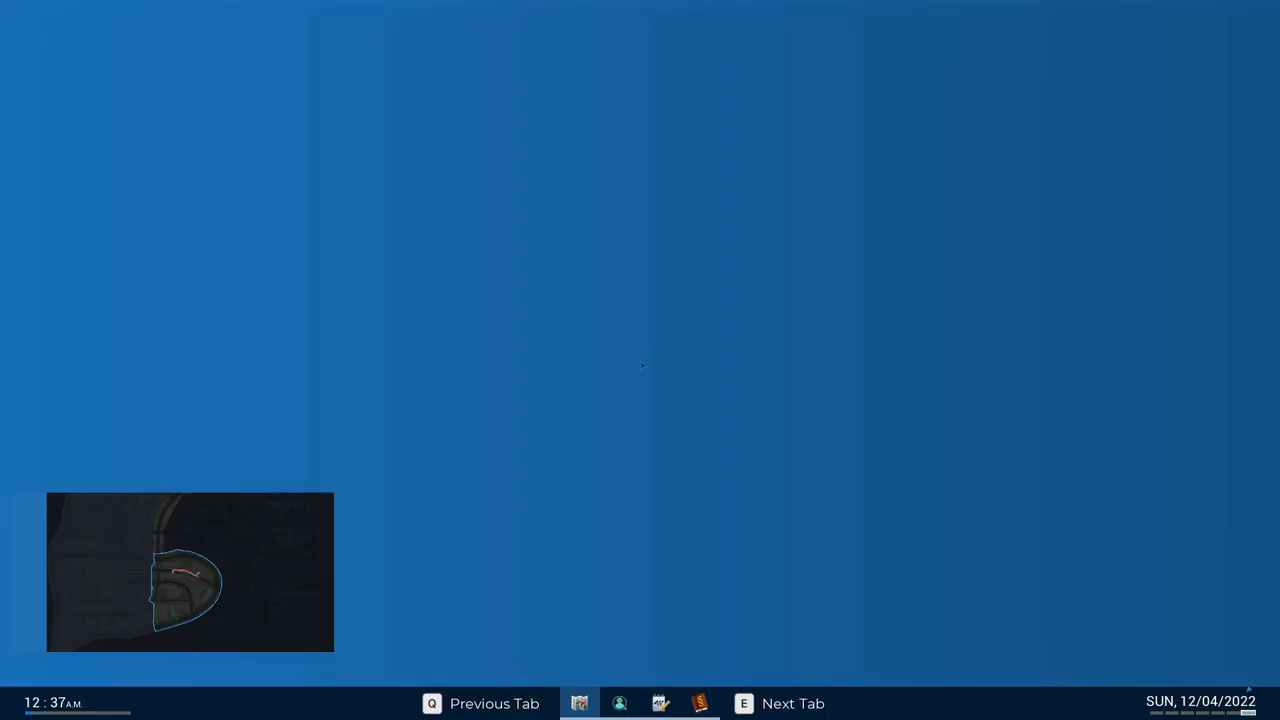 12 : 37A.M.
Q Previous Tab
E Next Tab
SUN, 12/04/2022